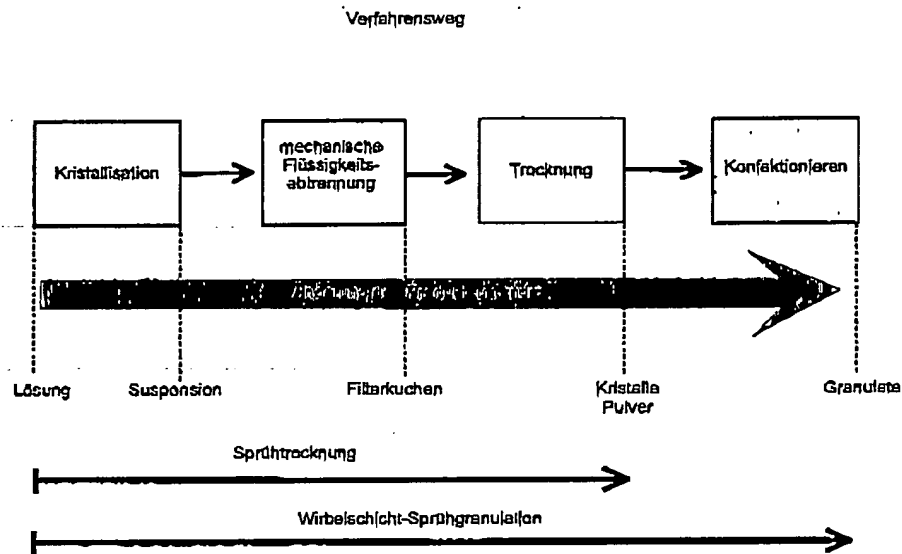 Verfahrensweg
Kristallisation
mechanische
Flüssigkeits-
abtrennung
Trocknung
Konfektionieren
Lösung
Suspension
Filterkuchen
Kristalle
Pulver
Granulate
Sprühtrocknung
Wirbelschicht-Sprühgranulation